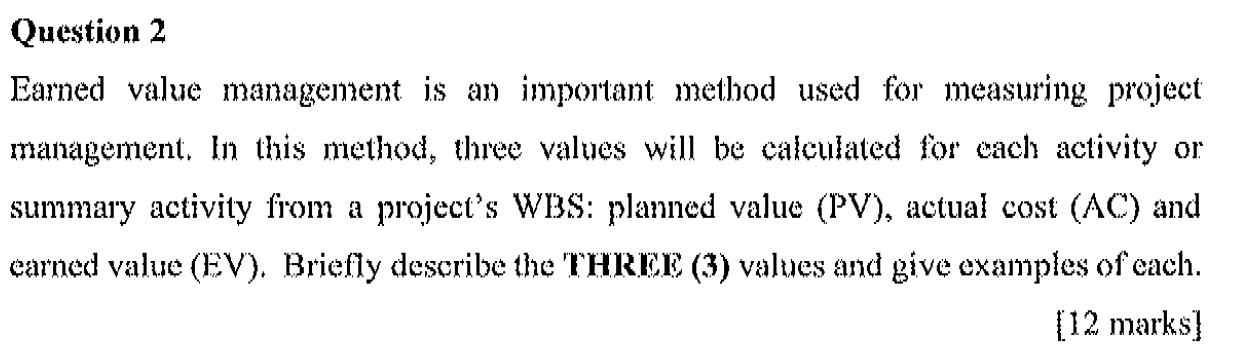 Question 2
Earned value management is an important method used for measuring project
management. In this method, three values will be calculated for each activity or
summary activity from a project's WBS: planned value (PV), actual cost (AC) and
earned value (EV). Briefly describe the THREE (3) values and give examples of each.
[12 marks]